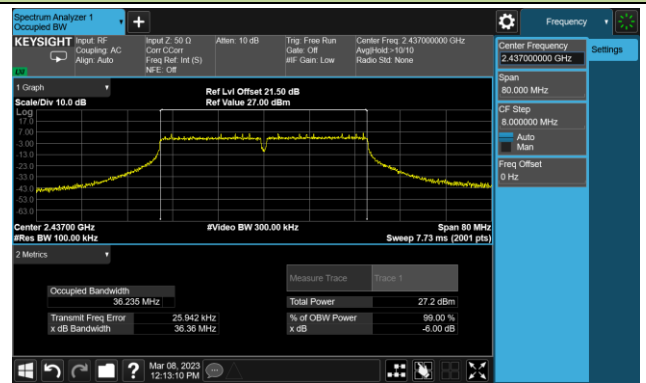 Spectrum Analyzer 1
Occupied BW
Frequency
KEYSIGHT
Input: RF
Coupling: AC
Align: Auto
Input Z: 50 Ω
Corr CCorr
Freq Ref: Int (S)
NFE: Off
Atten: 10 dB
Trig: Free Run
Gate: Off
#IF Gain: Low
Center Freq: 2.437000000 GHz
Avg|Hold:>10/10
Radio Std: None
Center Frequency
2.437000000 GHz
Settings
Span
80.000 MHz
CF Step
8.000000 MHz
Auto
Man
Freq Offset
0 Hz
1 Graph
Scale/Div 10.0 dB
Ref Lvl Offset 21.50 dB
Ref Value 27.00 dBm
Log
17.0
7.00
-3.00
-13.0
-23.0
-33.0
-43.0
-53.0
-63.0
Center 2.43700 GHz
#Video BW 300.00 kHz
Span 80 MHz
#Res BW 100.00 kHz
Sweep 7.73 ms (2001 pts)
2 Metrics
Measure Trace
Trace 1
Occupied Bandwidth
36.235 MHz
Total Power
27.2 dBm
Transmit Freq Error
25.942 kHz
% of OBW Power
99.00 %
x dB Bandwidth
36.36 MHz
x dB
-6.00 dB
?
Mar 08, 2023
12:13:10 PM